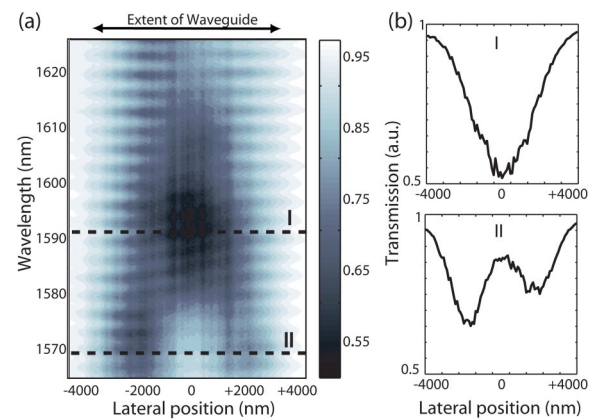 (a)
Extent of Waveguide
Wavelength (nm)
1620
1610
1600
1590
1580
1570
I
II
-4000 -2000 0 +2000 +4000
Lateral position (nm)
0.95
0.85
0.75
0.65
0.55
(b)
Transmission (a.u.)
1
I
0.5
-4000 0 +4000
1
II
0.5
-4000 0 +4000
Lateral position (nm)